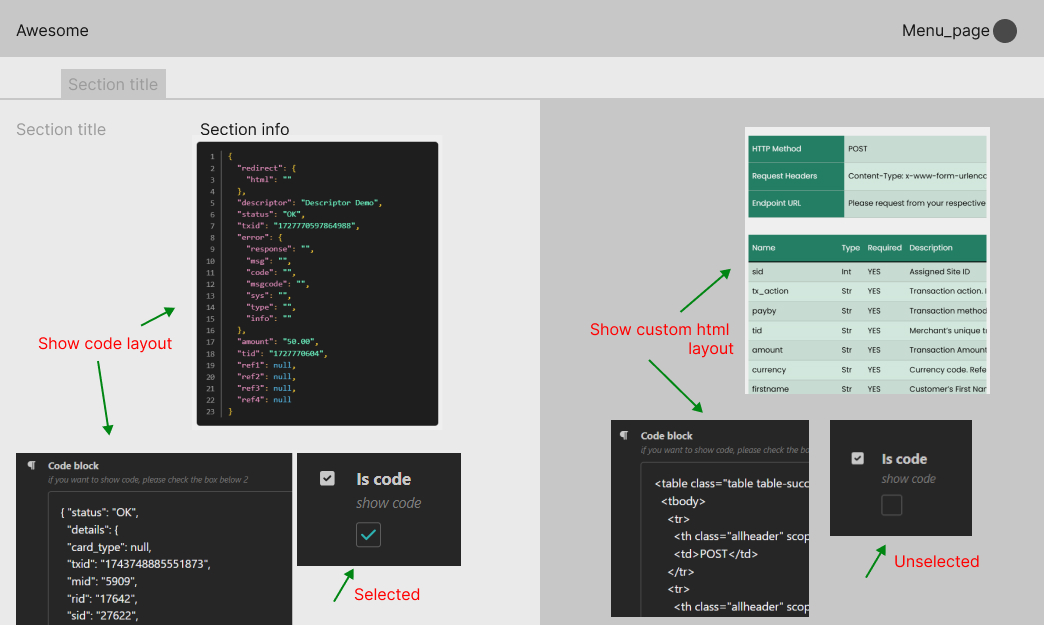 Awesome
Menu_page
Section title
Section title
Section info
1 {
2 "redirect": {
3 "html": ""
4 },
5 "descriptor": "Descriptor Demo",
6 "status": "OK",
7 "txid": "1727770597864988",
8 "error": {
9 "response": "",
10 "msg": "",
11 "code": "",
12 "msgcode": "",
13 "sys": "",
14 "type": "",
15 "info": ""
16 },
17 "amount": "50.00",
18 "tid": "1727770604",
19 "ref1": null,
20 "ref2": null,
21 "ref3": null,
22 "ref4": null
23 }
Show code layout
¶ Code block
if you want to show code, please check the box below 2
{ "status": "OK",
"details": {
"card_type": null,
"txid": "1743748885551873",
"mid": "5909",
"rid": "17642",
"sid": "27622",
Is code
show code
Selected
HTTP Method POST
Request Headers Content-Type: x-www-form-urlenco
Endpoint URL Please request from your respective
Name Type Required Description
sid Int YES Assigned Site ID
tx_action Str YES Transaction action.
payby Str YES Transaction method
tid Str YES Merchant's unique
amount Str YES Transaction Amount
currency Str YES Currency code. Refe
firstname Str YES Customer's First Nam
Show custom html
layout
¶ Code block
if you want to show code, please check the bo
<table class="table table-succ
<tbody>
<tr>
<th class="allheader" scop
<td>POST</td>
</tr>
<tr>
<th class="allheader" scop
Is code
show code
Unselected